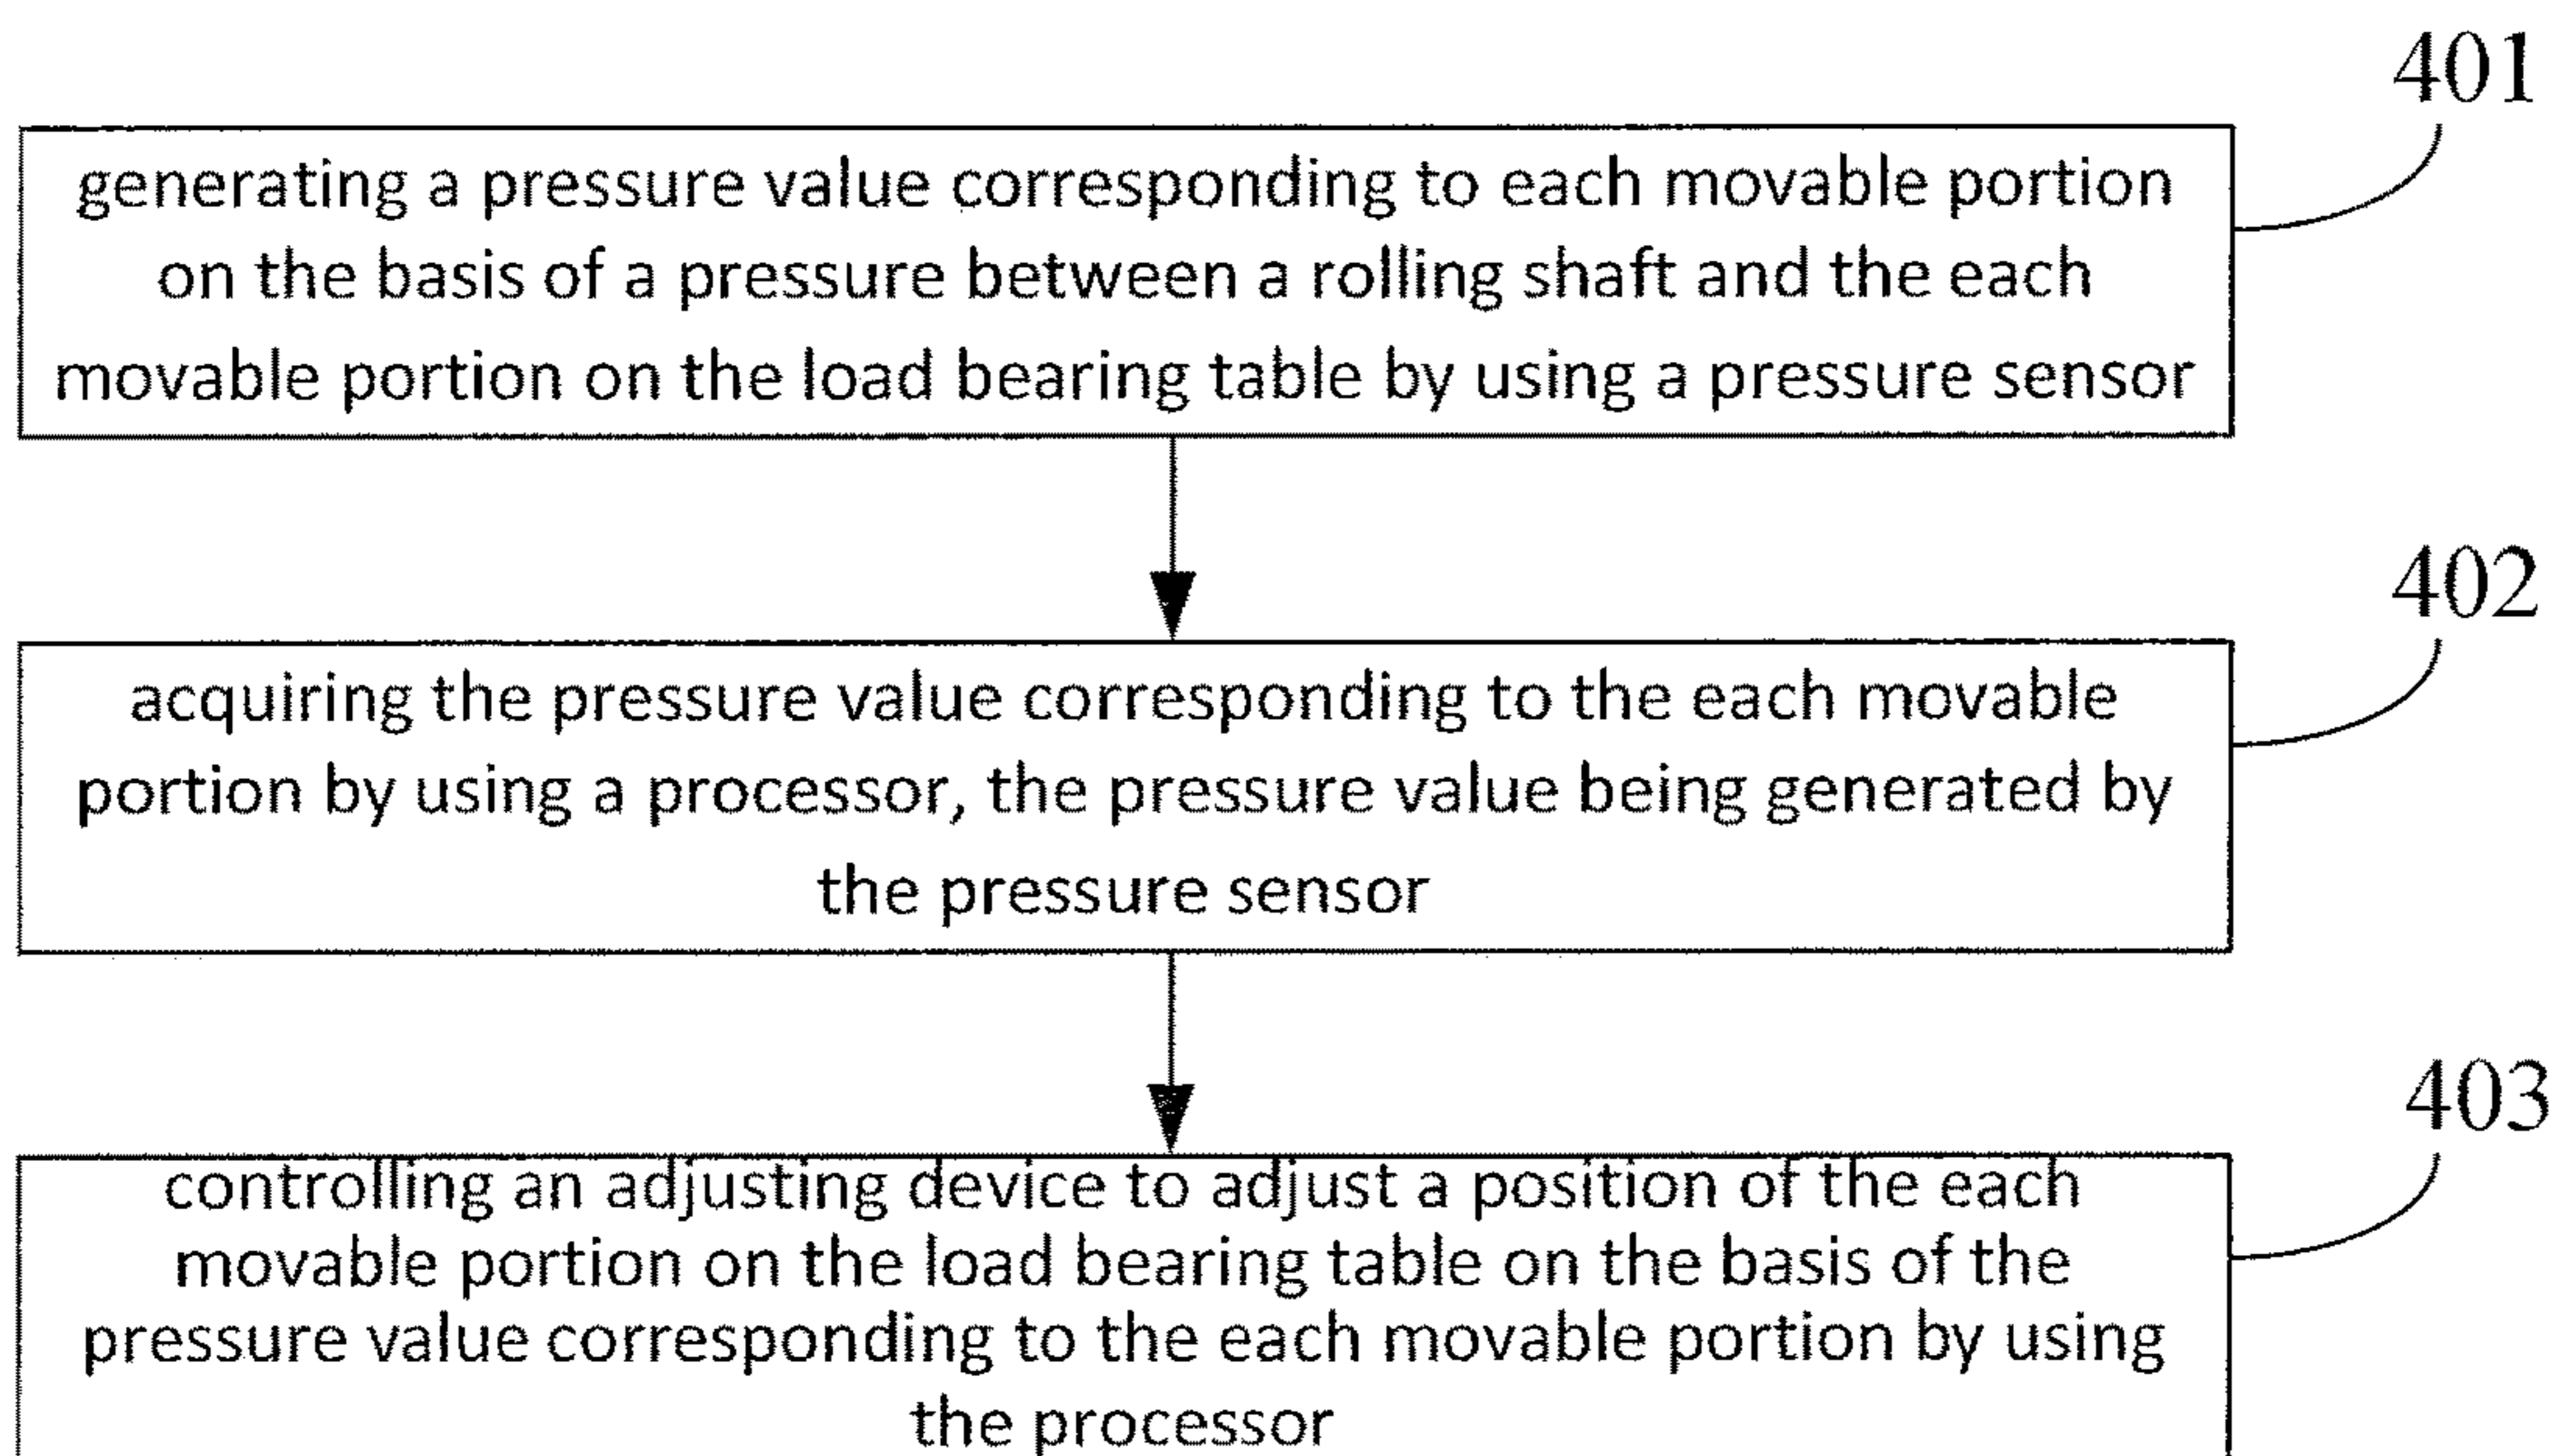 401
generating a pressure value corresponding to each movable portion
on the basis of a pressure between a rolling shaft and the each
movable portion on the load bearing table by using a pressure sensor
402
acquiring the pressure value corresponding to the each movable
portion by using a processor, the pressure value being generated by
the pressure sensor
403
controlling an adjusting device to adjust a position of the each
movable portion on the load bearing table on the basis of the
pressure value corresponding to the each movable portion by using
the processor